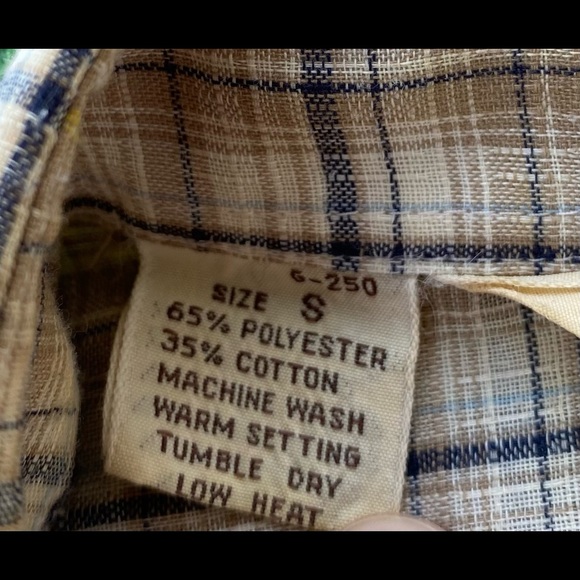 6-250
SIZE S
65% POLYESTER
35% COTTON
MACHINE WASH
WARM SETTING
TUMBLE DRY
LOW HEAT